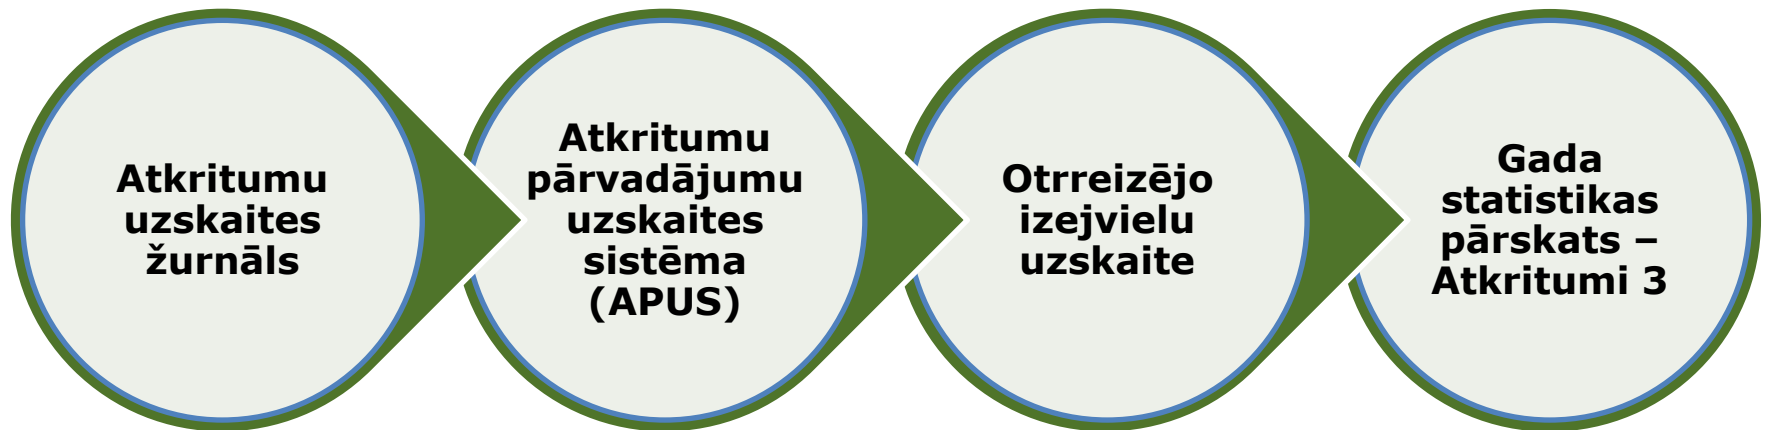 Atkritumu
uzskaites
žurnāls
Atkritumu
pārvadājumu
uzskaites
sistēma
(APUS)
Otrreizējo
izejvielu
uzskaite
Gada
statistikas
pārskats –
Atkritumi 3